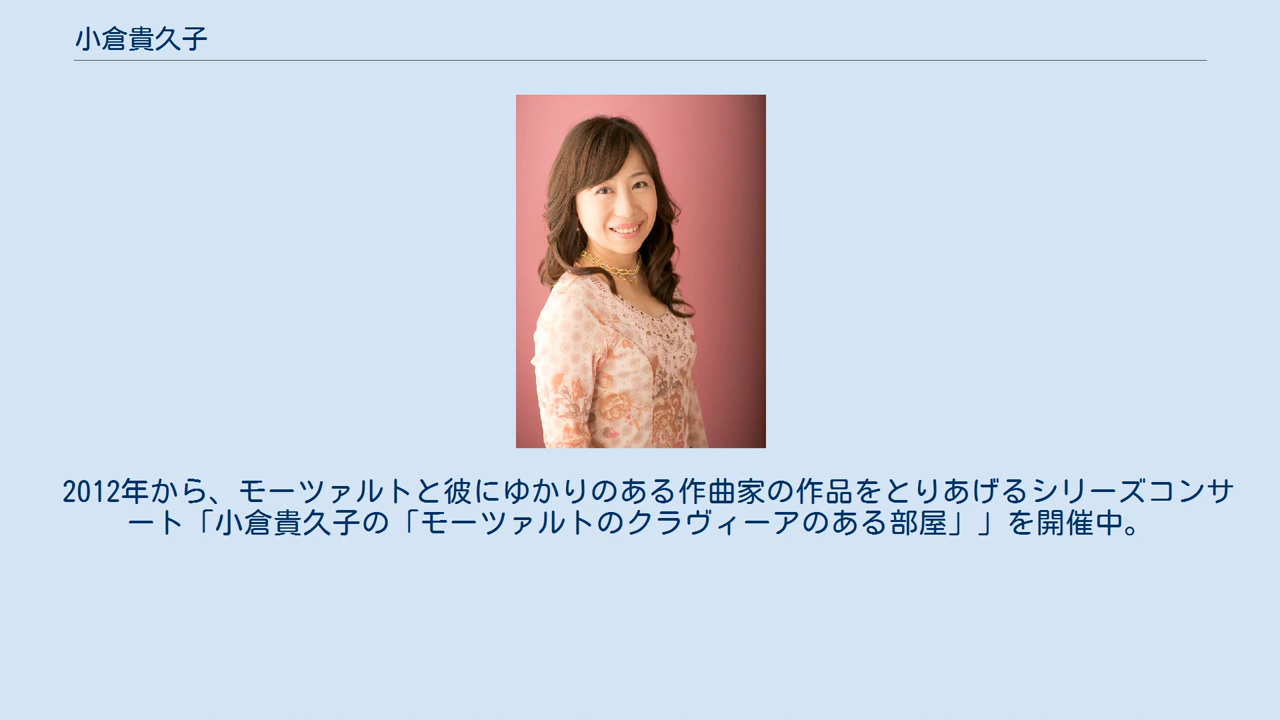 小倉貴久子
2012年から、モーツァルトと彼にゆかりのある作曲家の作品をとりあげるシリーズコンサ
ート「小倉貴久子の「モーツァルトのクラヴィーアのある部屋」」を開催中。